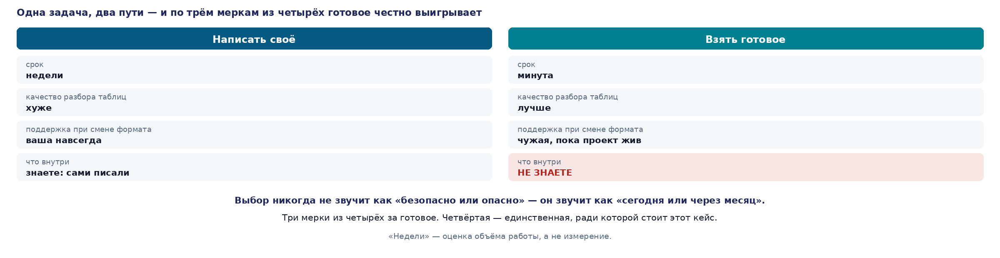 Одна задача, два пути — и по трём меркам из четырёх готовое честно выигрывает
Написать своё
срок
недели
качество разбора таблиц
хуже
поддержка при смене формата
ваша навсегда
что внутри
знаете: сами писали
Взять готовое
срок
минута
качество разбора таблиц
лучше
поддержка при смене формата
чужая, пока проект жив
что внутри
НЕ ЗНАЕТЕ
Выбор никогда не звучит как «безопасно или опасно» — он звучит как «сегодня или через месяц».
Три мерки из четырёх за готовое. Четвёртая — единственная, ради которой стоит этот кейс.
«Недели» — оценка объёма работы, а не измерение.